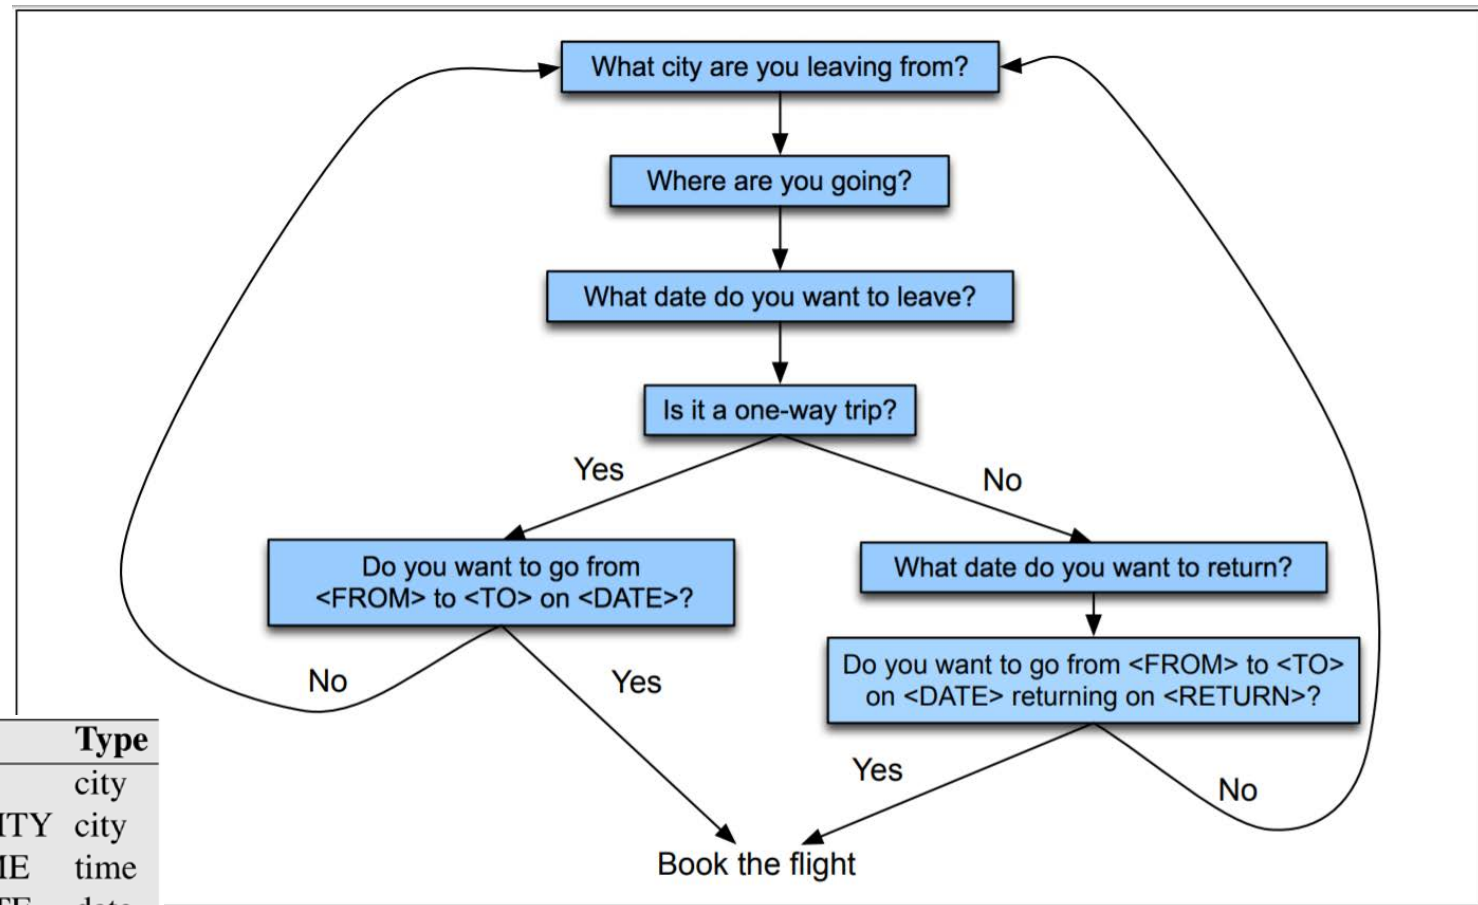 What city are you leaving from?
Where are you going?
What date do you want to leave?
Is it a one-way trip?
Yes
No
Do you want to go from
<FROM> to <TO> on <DATE>?
What date do you want to return?
Do you want to go from <FROM> to <TO>
on <DATE> returning on <RETURN>?
No
Yes
Yes
No
Book the flight
Type
city
ITY city
ME time